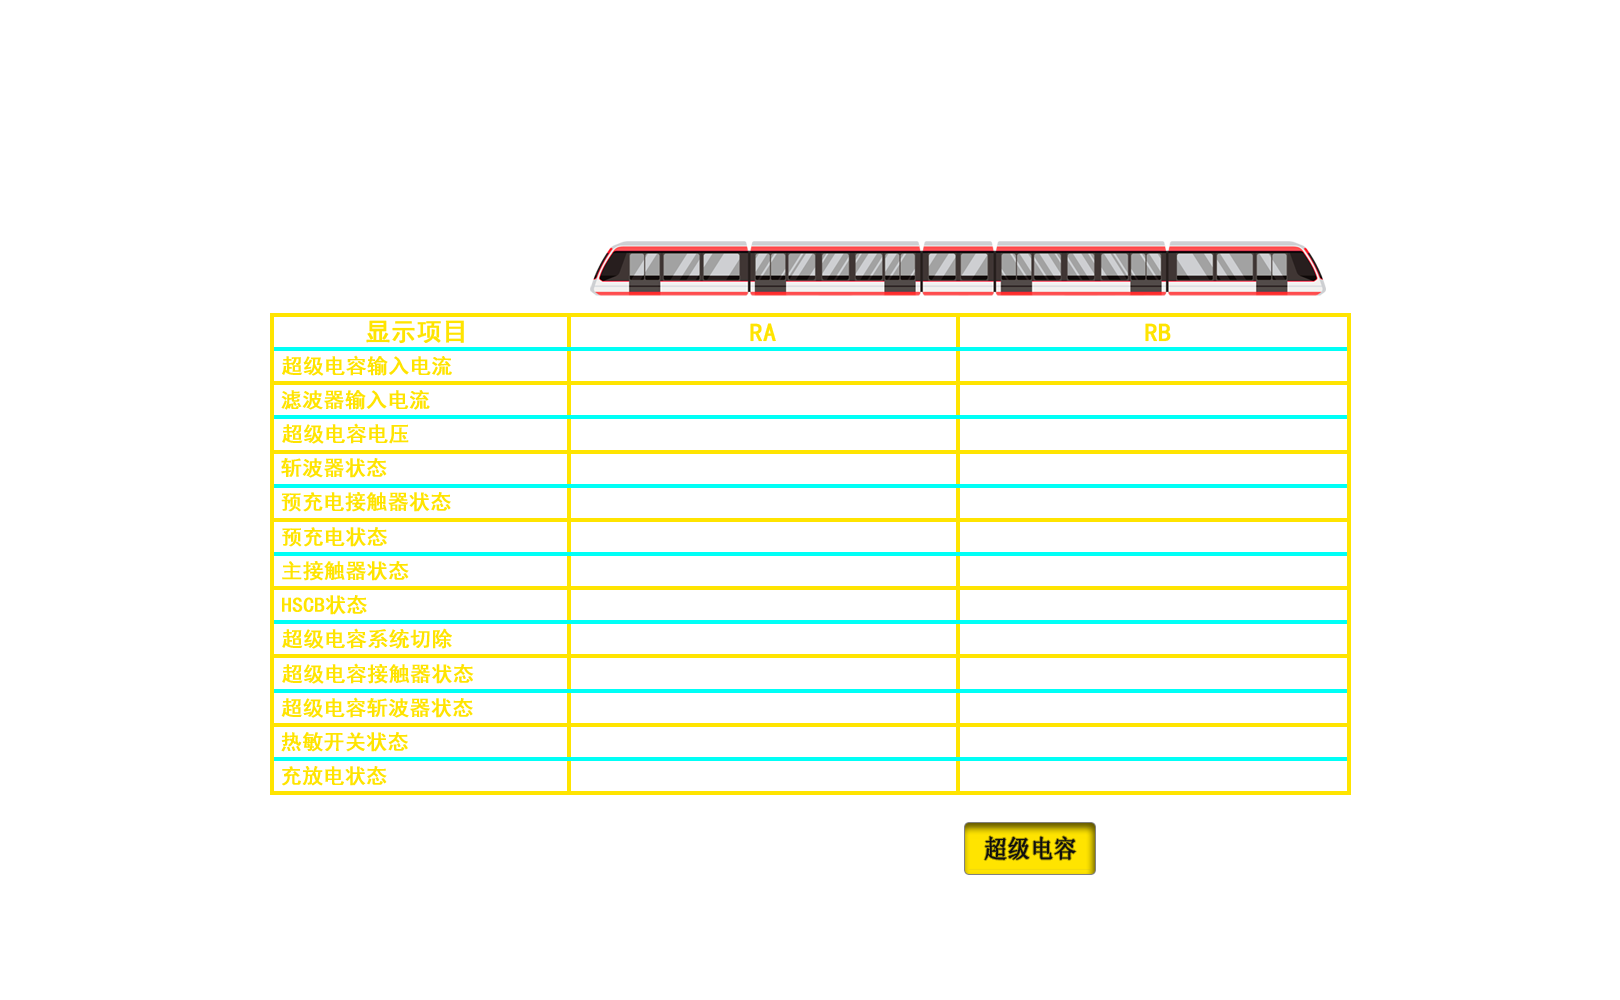 显示项目 RA RB
超级电容输入电流
滤波器输入电流
超级电容电压
斩波器状态
预充电接触器状态
预充电状态
主接触器状态
HSCB状态
超级电容系统切除
超级电容接触器状态
超级电容斩波器状态
热敏开关状态
充放电状态
超级电容